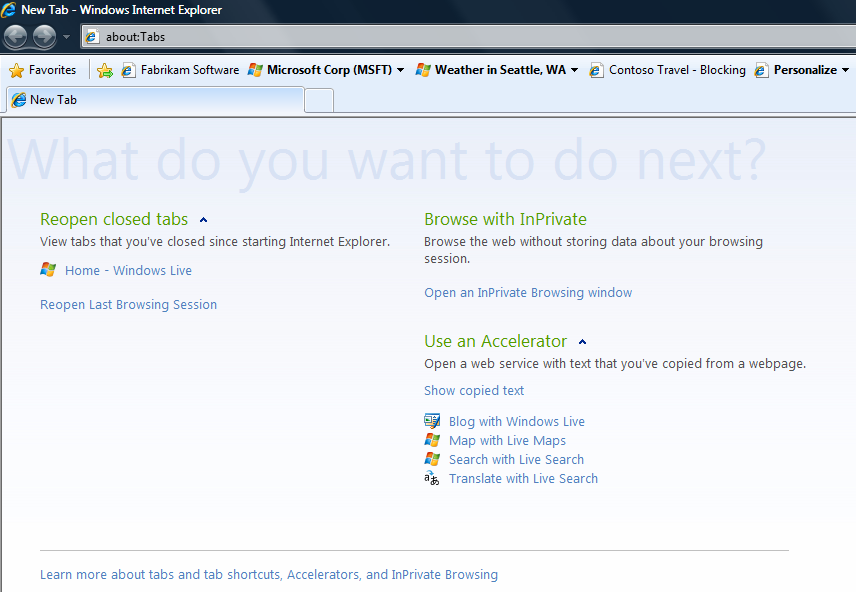 New Tab - Windows Internet Explorer
about:Tabs
Favorites Fabrikam Software Microsoft Corp (MSFT) Weather in Seattle, WA Contoso Travel - Blocking Personalize
New Tab
What do you want to do next?
Reopen closed tabs
View tabs that you've closed since starting Internet Explorer.
Home - Windows Live
Reopen Last Browsing Session
Browse with InPrivate
Browse the web without storing data about your browsing
session.
Open an InPrivate Browsing window
Use an Accelerator
Open a web service with text that you've copied from a webpage.
Show copied text
Blog with Windows Live
Map with Live Maps
Search with Live Search
Translate with Live Search
Learn more about tabs and tab shortcuts, Accelerators, and InPrivate Browsing